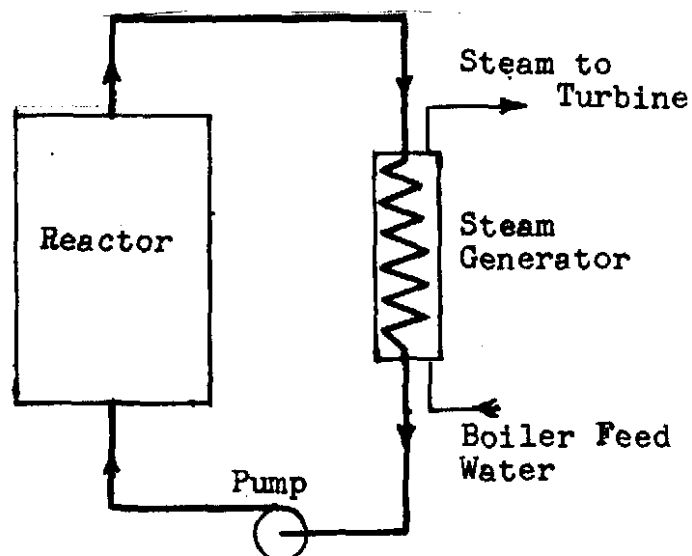 Steam to
Turbine
Reactor
Steam
Generator
Boiler Feed
Water
Pump